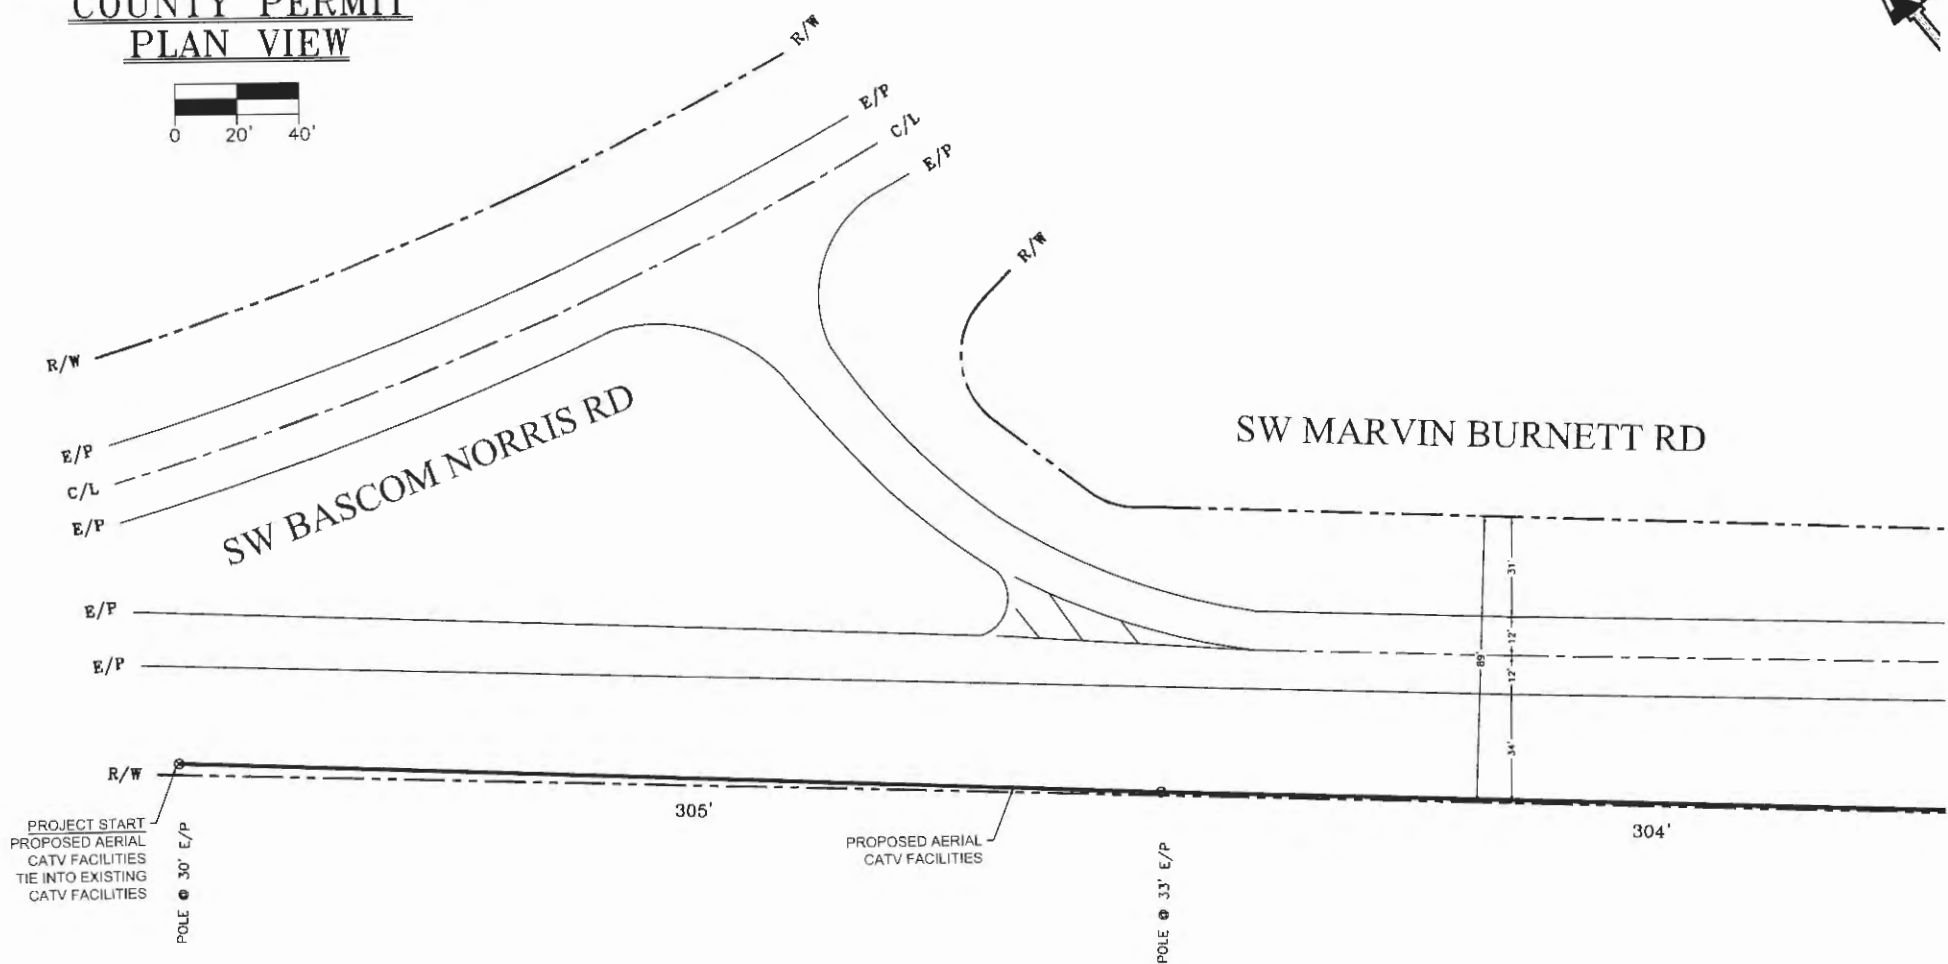 COUNTY PERMIT
PLAN VIEW
0 20' 40'
R/W
E/P
C/L
E/P
R/W
R/W
E/P
C/L
E/P
SW BASCOM NORRIS RD
SW MARVIN BURNETT RD
E/P
E/P
R/W
31'
12'
89'
12'
34'
305'
304'
PROJECT START
PROPOSED AERIAL
CATV FACILITIES
TIE INTO EXISTING
CATV FACILITIES
POLE @ 30' E/P
PROPOSED AERIAL
CATV FACILITIES
POLE @ 33' E/P